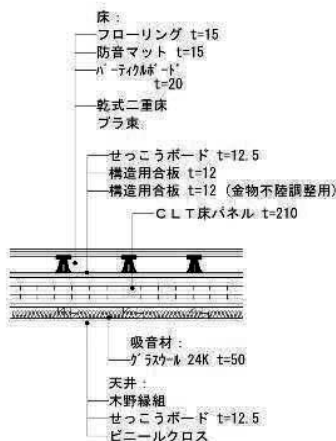 床：
フローリング t=15
防音マット t=15
ﾊﾟｰﾃｨｸﾙﾎﾞｰﾄﾞ
t=20
乾式二重床
プラ束
せっこうボード t=12.5
構造用合板 t=12
構造用合板 t=12 (金物不陸調整用)
ＣＬＴ床パネル t=210
吸音材：
ｸﾞﾗｽｳｰﾙ 24K t=50
天井：
木野縁組
せっこうボード t=12.5
ビニールクロス